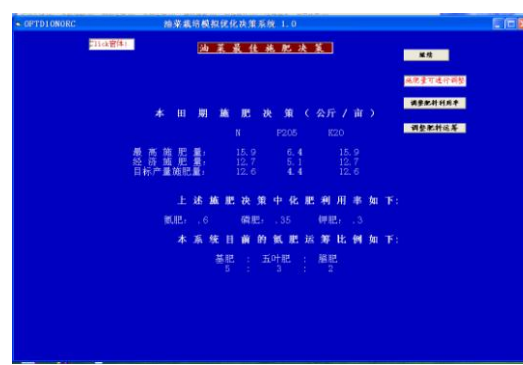 OPTDIONORC 油菜栽培模拟优化决策系统 1.0
Click窗体:
油菜最佳施肥决策
继续
施肥量可进行调整
调整肥料利用率
调整肥料运筹
本田期施肥决策(公斤/亩)
N P2O5 K2O
最高施肥量: 15.9 6.4 15.9
经济施肥量: 12.7 5.1 12.7
目标产量施肥量: 12.6 4.4 12.6
上述施肥决策中化肥利用率如下:
氮肥: .6 磷肥: .35 钾肥: .3
本系统目前的氮肥运筹比例如下:
基肥 : 五叶肥 : 腊肥
5 : 3 : 2